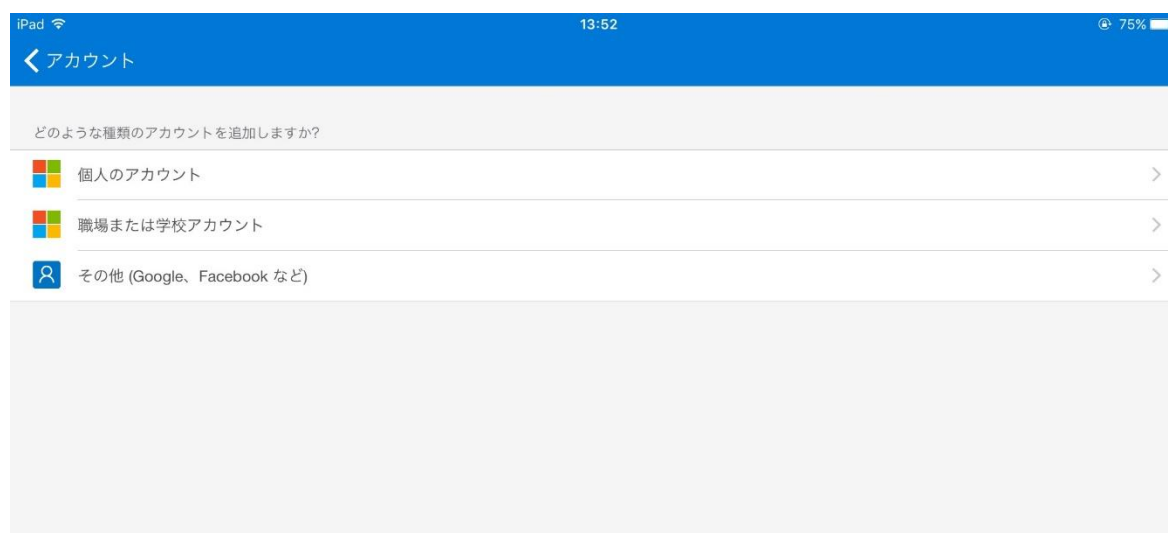 iPad 13:52 75%
アカウント
どのような種類のアカウントを追加しますか?
個人のアカウント
職場または学校アカウント
その他 (Google、Facebook など)